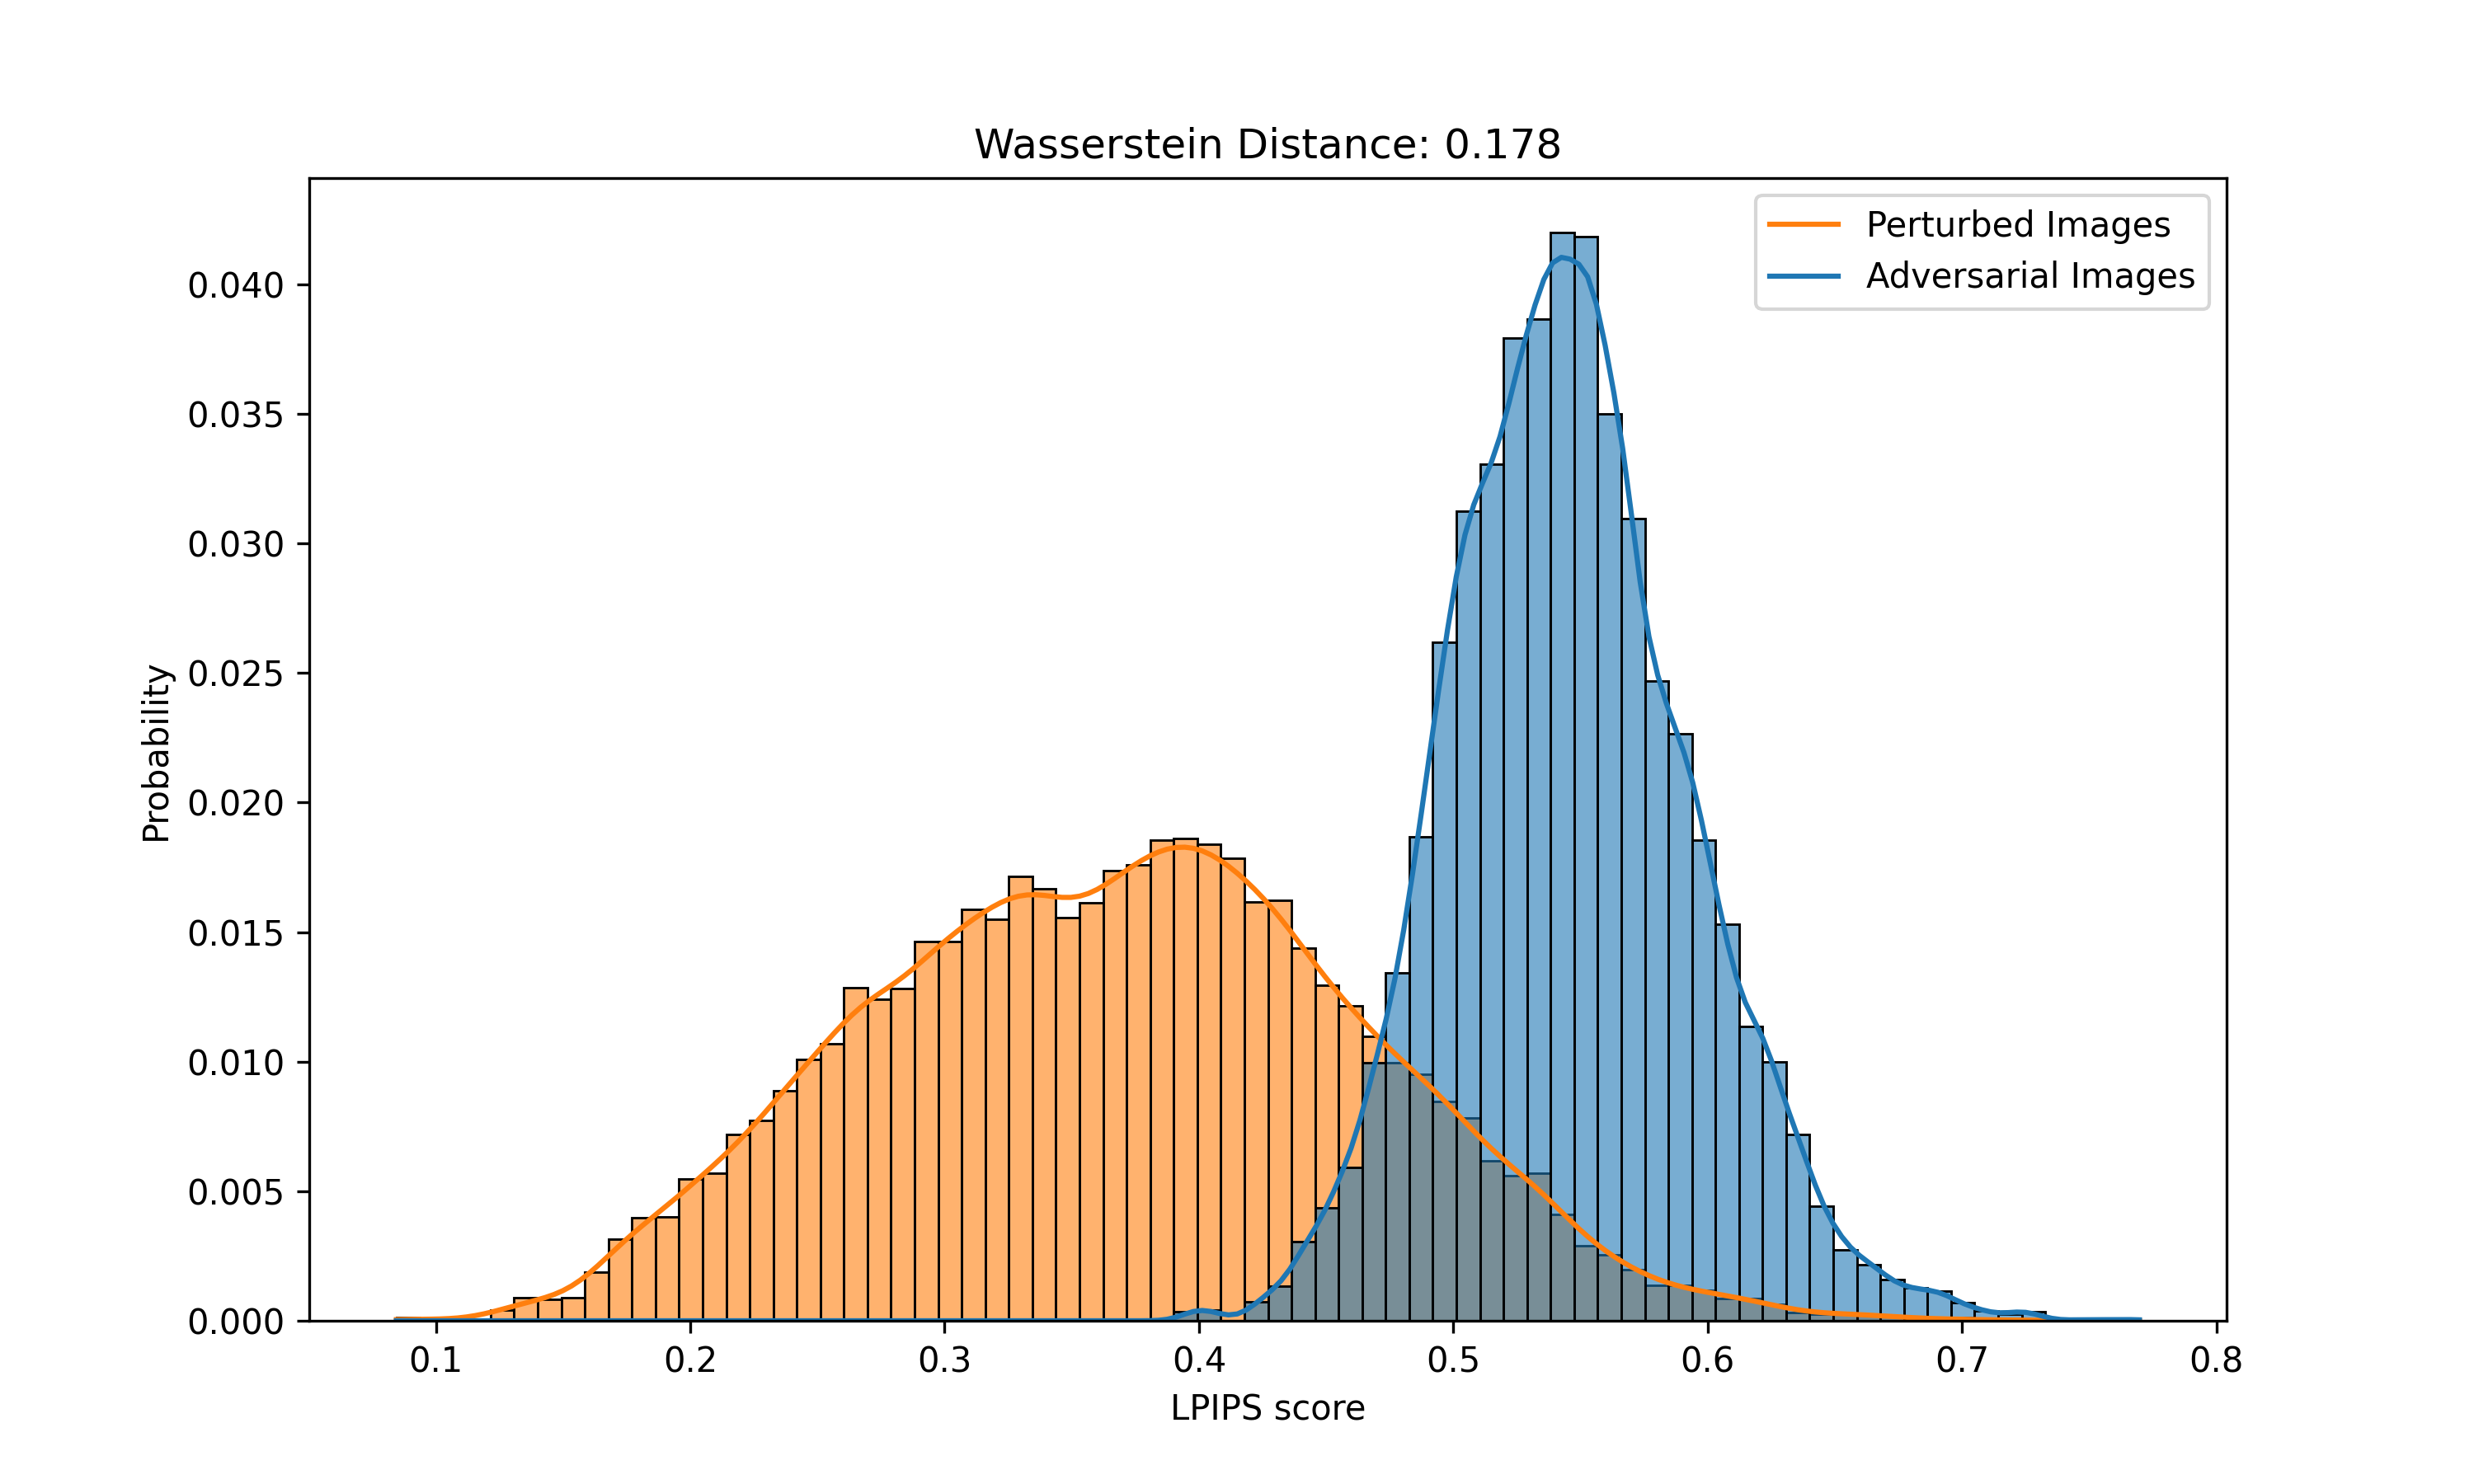 Wasserstein Distance: 0.178
Perturbed Images
Adversarial Images
Probability
0.040
0.035
0.030
0.025
0.020
0.015
0.010
0.005
0.000
0.1 0.2 0.3 0.4 0.5 0.6 0.7 0.8
LPIPS score